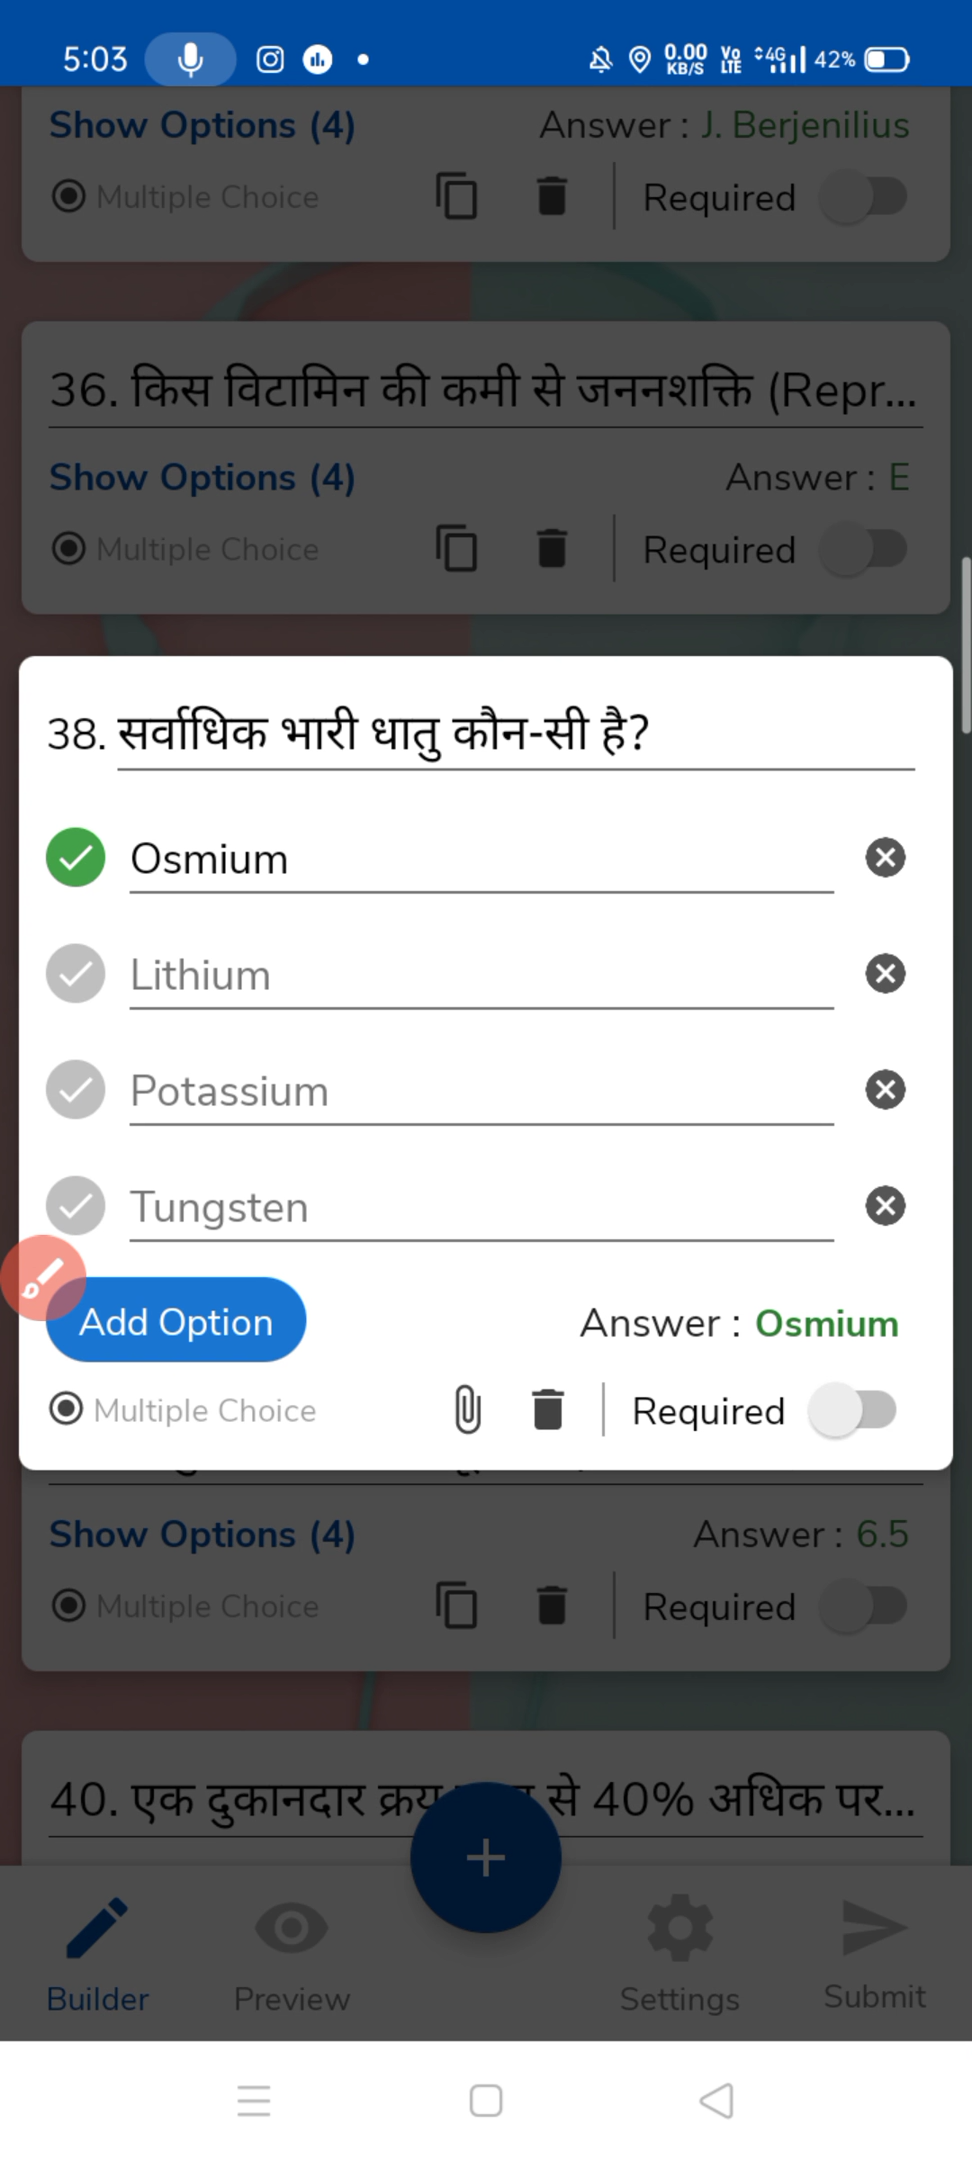 5:03
0.00 KB/S
Vo LTE
4G
42%
Show Options (4) Answer : J. Berjenilius
Multiple Choice Required
36. किस विटामिन की कमी से जननशक्ति (Repr...
Show Options (4) Answer : E
Multiple Choice Required
38. सर्वाधिक भारी धातु कौन-सी है?
Osmium
Lithium
Potassium
Tungsten
Add Option Answer : Osmium
Multiple Choice Required
Show Options (4) Answer : 6.5
Multiple Choice Required
40. एक दुकानदार क्रय से 40% अधिक पर...
Builder Preview Settings Submit